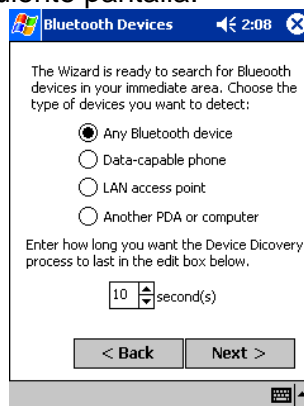 Bluetooth Devices 2:08
The Wizard is ready to search for Blueooth
devices in your immediate area. Choose the
type of devices you want to detect:
Any Bluetooth device
Data-capable phone
LAN access point
Another PDA or computer
Enter how long you want the Device Dicovery
process to last in the edit box below.
10 second(s)
< Back Next >